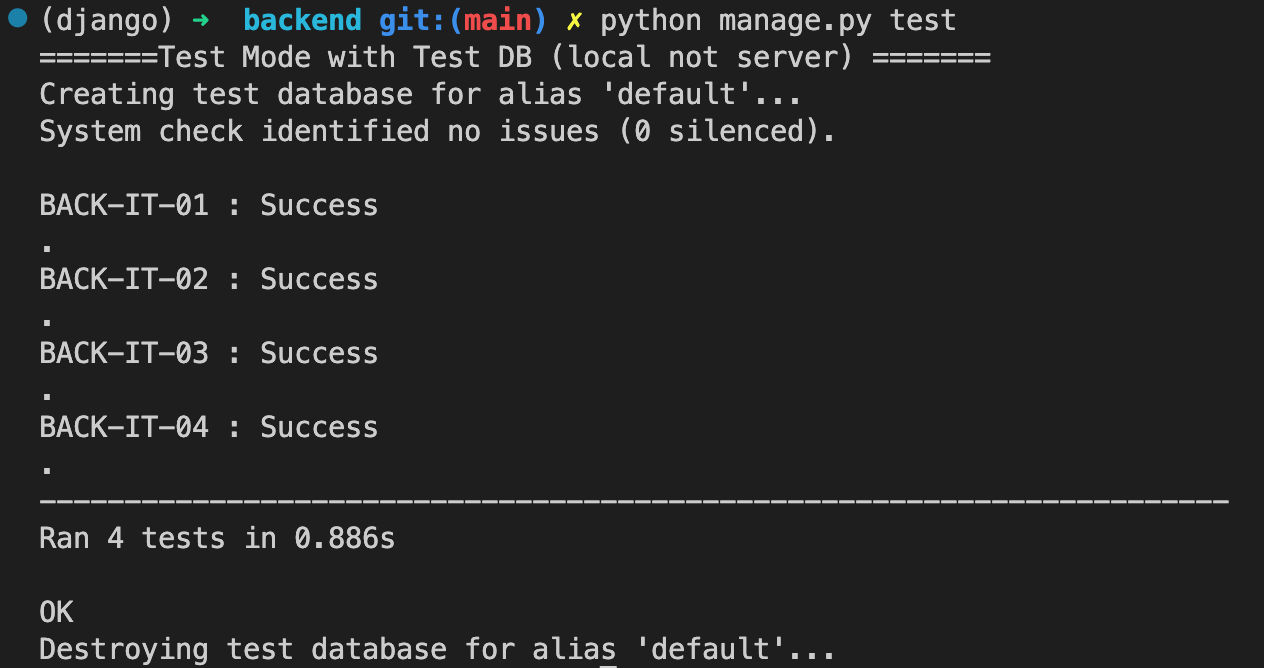 (django) ➜ backend git:(main) ✗ python manage.py test
=======Test Mode with Test DB (local not server) =======
Creating test database for alias 'default'...
System check identified no issues (0 silenced).
BACK-IT-01 : Success
.
BACK-IT-02 : Success
.
BACK-IT-03 : Success
.
BACK-IT-04 : Success
.
----------------------------------------------------------------------
Ran 4 tests in 0.886s
OK
Destroying test database for alias 'default'...